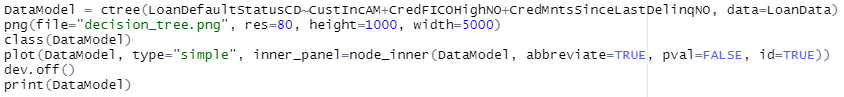 DataModel = ctree(LoanDefaultStatusCD~CustIncAM+CredFICOHighNO+CredMntsSinceLastDelinqNO, data=LoanData)
png(file="decision_tree.png", res=80, height=1000, width=5000)
class(DataModel)
plot(DataModel, type="simple", inner_panel=node_inner(DataModel, abbreviate=TRUE, pval=FALSE, id=TRUE))
dev.off()
print(DataModel)